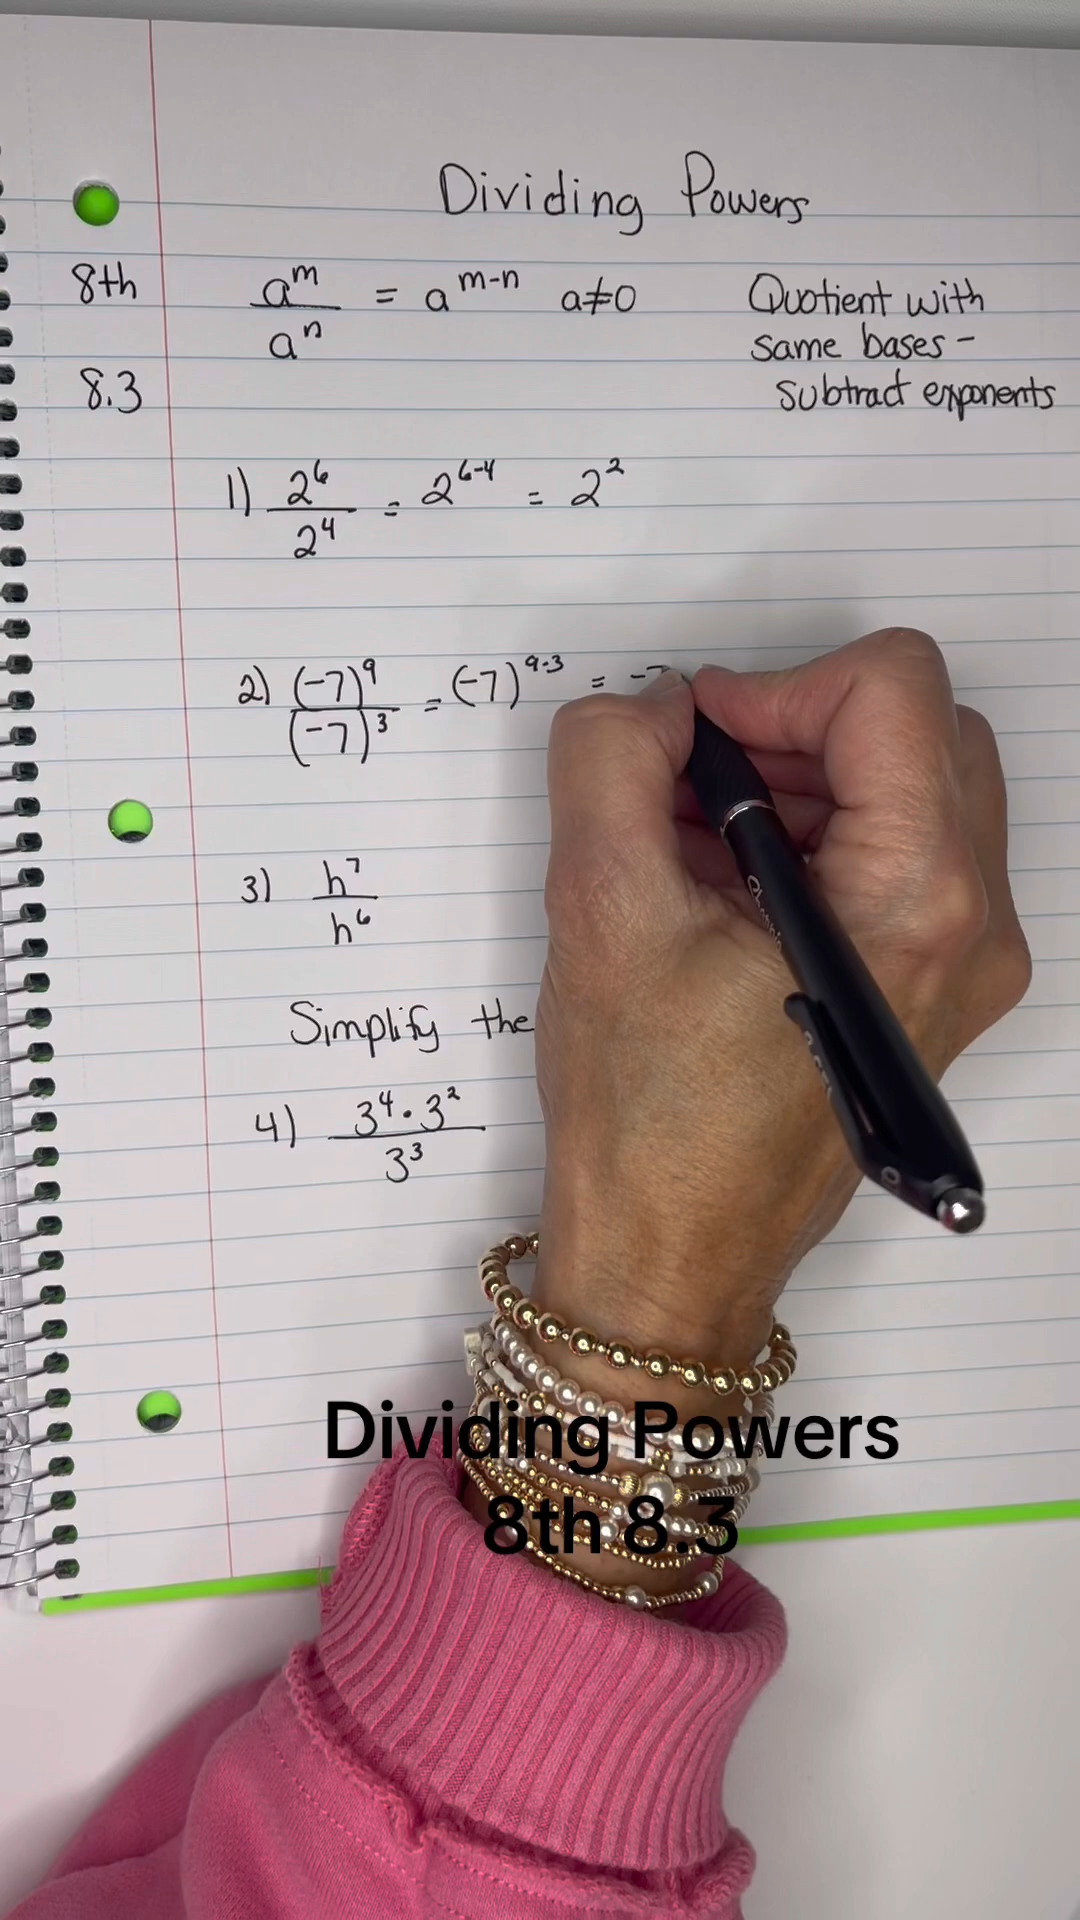 Dividing Powers
8th
a^m / a^n = a^(m-n) a≠0
Quotient with
same bases -
subtract exponents
8.3
1) 2^6 / 2^4 = 2^(6-4) = 2^2
2) (-7)^9 / (-7)^3 = (-7)^(9-3) = -7
3) h^7 / h^6
Simplify the
4) 3^4 · 3^2 / 3^3
Dividing Powers
8th 8.3